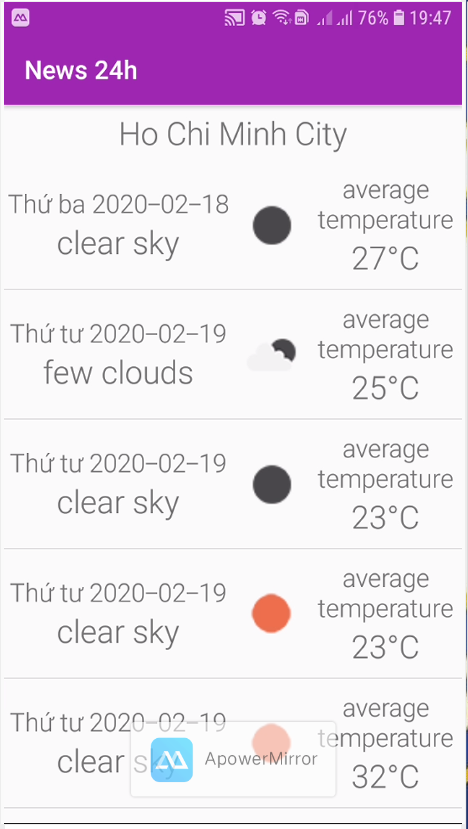 76% 19:47
News 24h
Ho Chi Minh City
Thứ ba 2020-02-18
clear sky
average
temperature
27°C
Thứ tư 2020-02-19
few clouds
average
temperature
25°C
Thứ tư 2020-02-19
clear sky
average
temperature
23°C
Thứ tư 2020-02-19
clear sky
average
temperature
23°C
Thứ tư 2020-02-19
clear sky
average
temperature
32°C
ApowerMirror